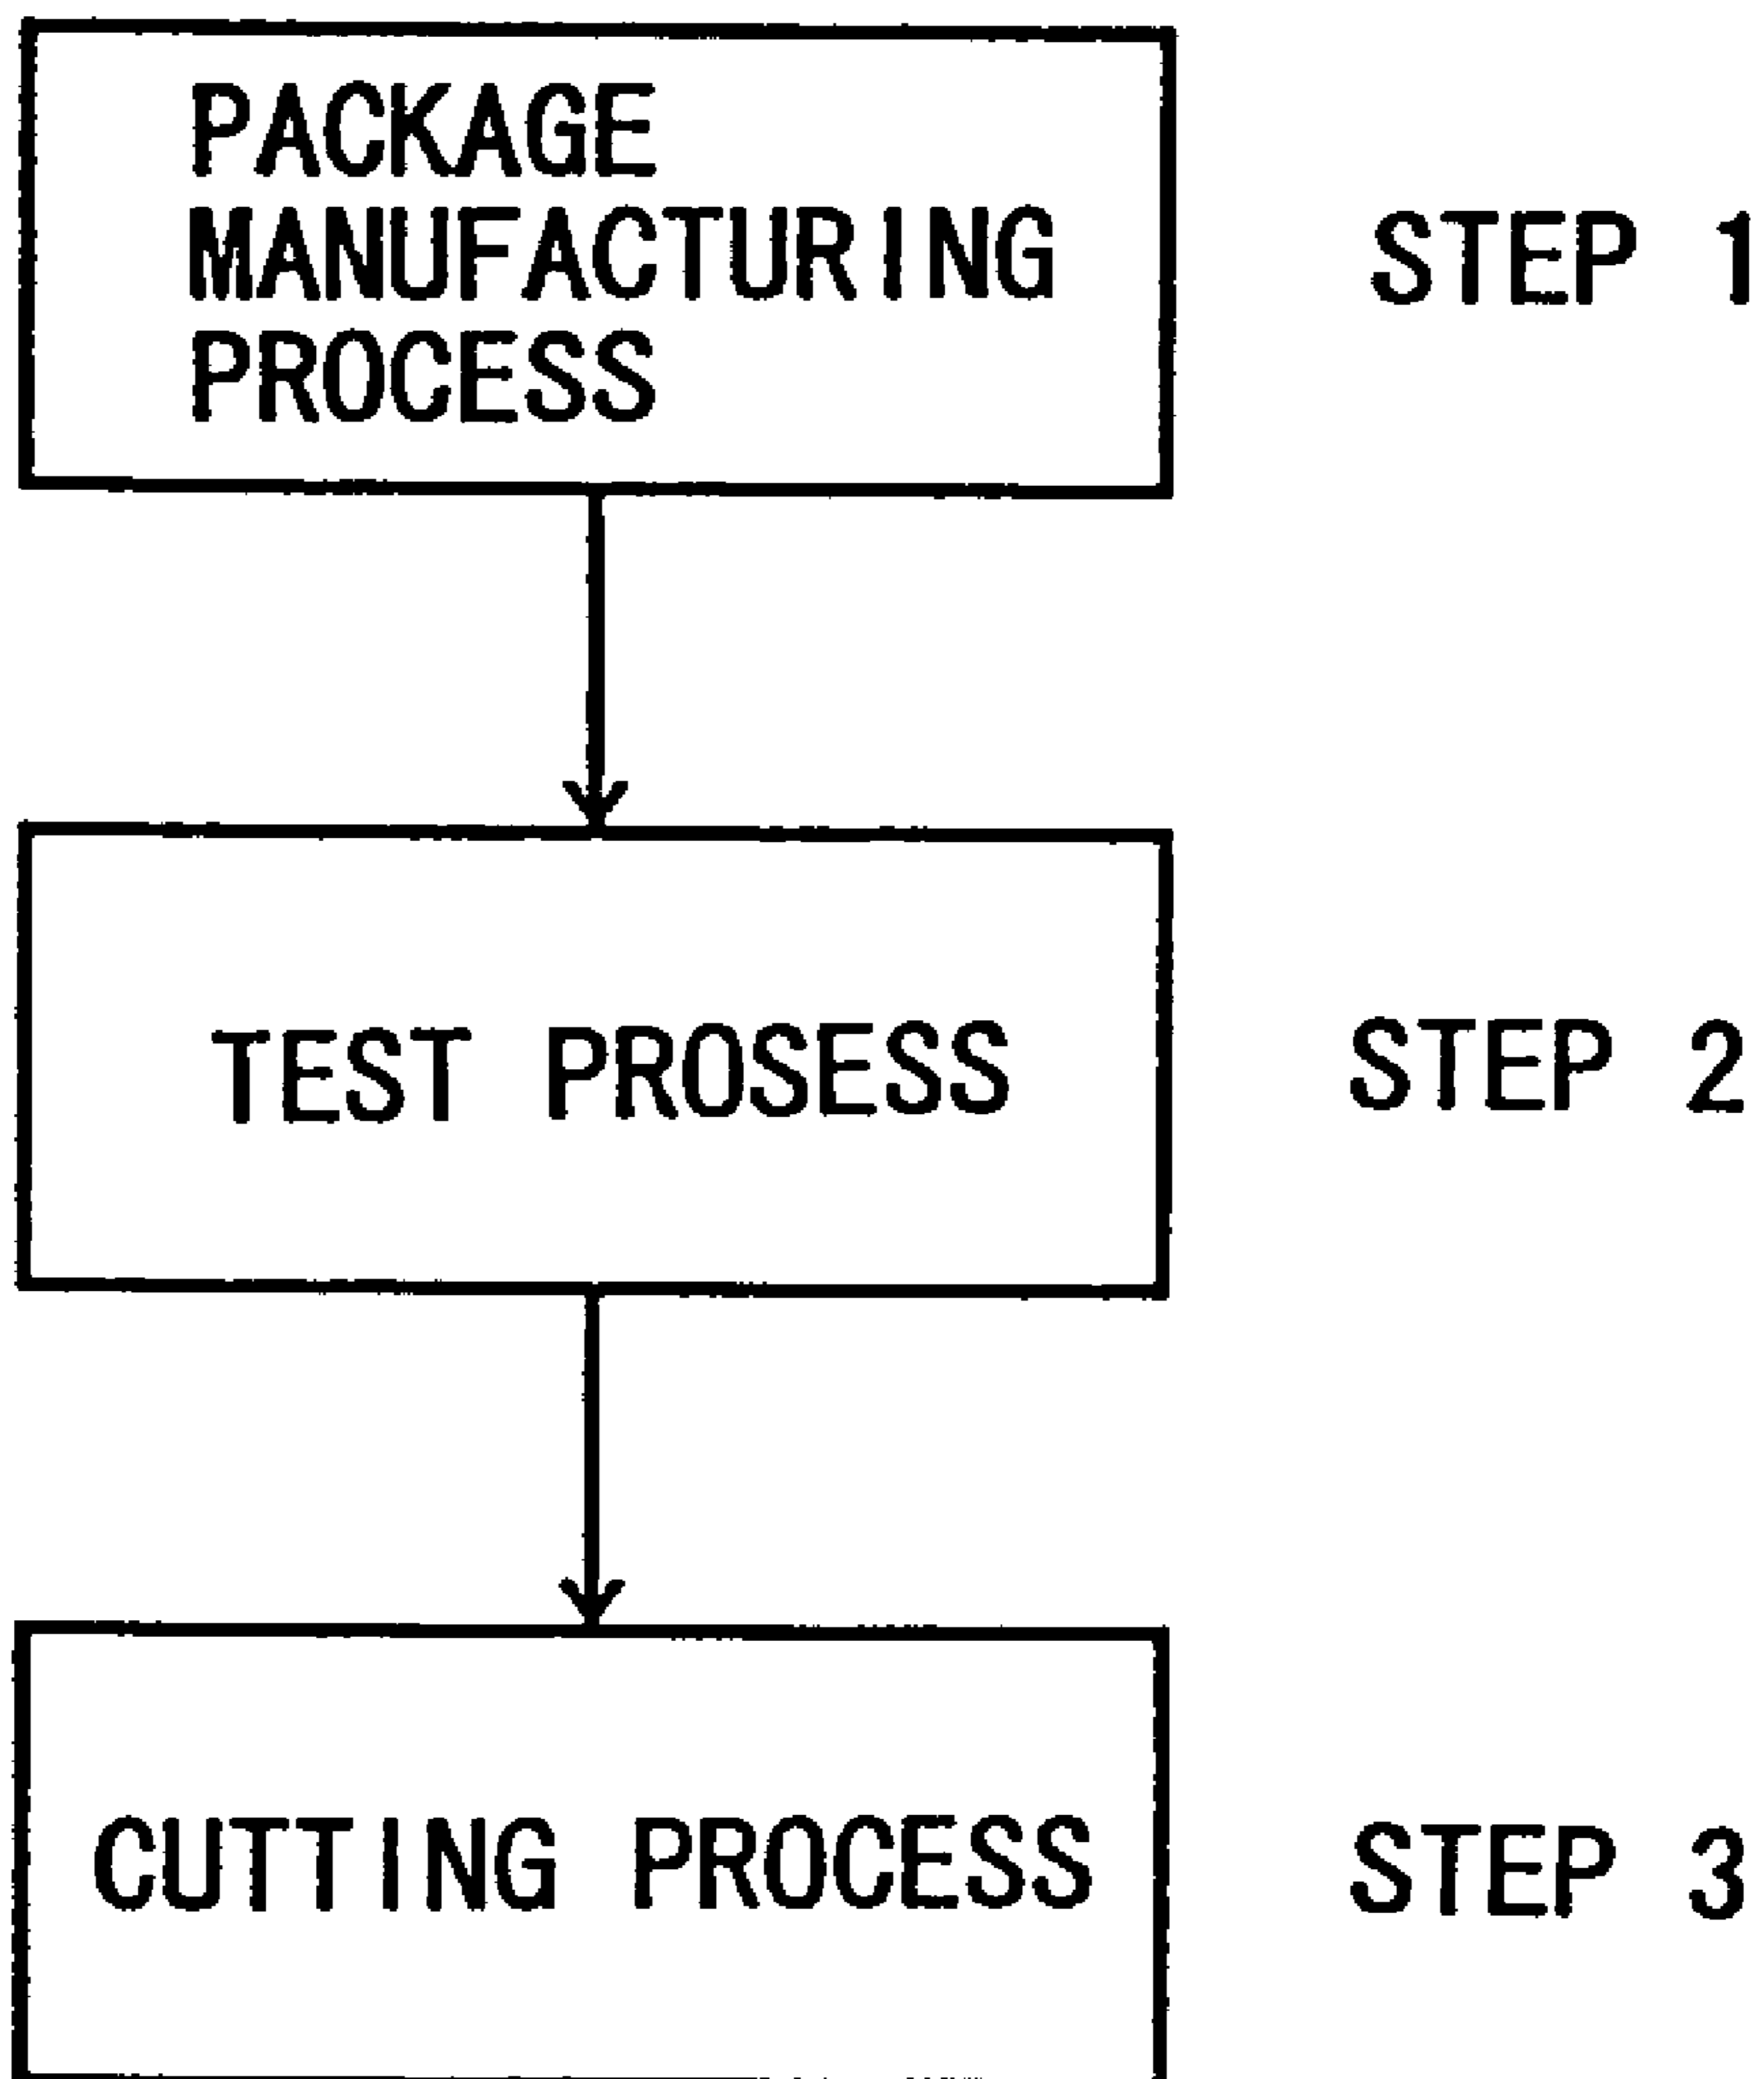 PACKAGE
MANUFACTURING
PROCESS
STEP 1
TEST PROSESS
STEP 2
CUTTING PROCESS
STEP 3